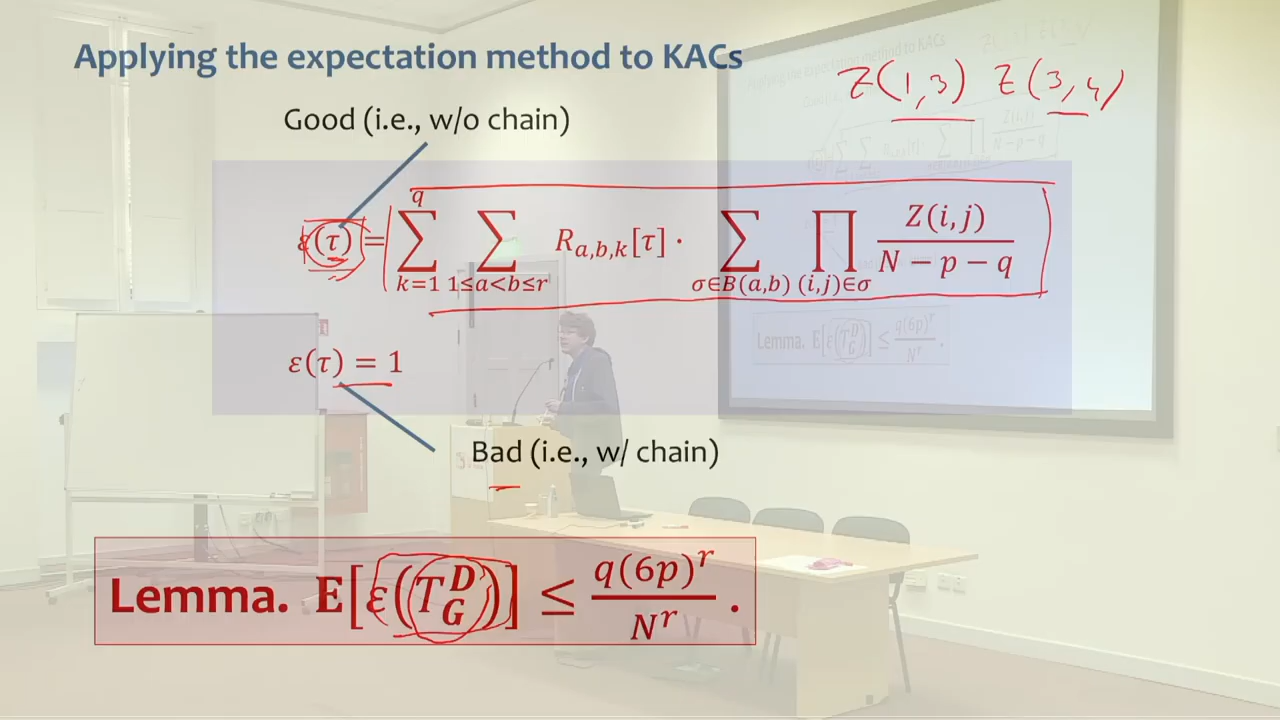 Applying the expectation method to KACs
Z(1,3) Z(3,4)
Good (i.e., w/o chain)
ε(τ) = ∑_{k=1}^{q} ∑_{1≤a<b≤r} R_{a,b,k}[τ] · ∑_{σ∈B(a,b)} ∏_{(i,j)∈σ} Z(i,j) / (N − p − q)
ε(τ) = 1
Bad (i.e., w/ chain)
Lemma. E[ε(T_G^D)] ≤ q(6p)^r / N^r .